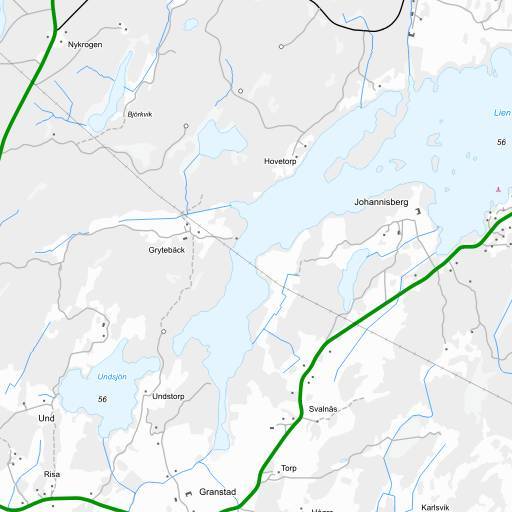 Nykrogen
Lien
Björkvik
56
Hovetorp
Johannisberg
Grytebäck
Undsjön
56
Undstorp
Svalnäs
Und
Torp
Risa
Granstad
Karlsvik